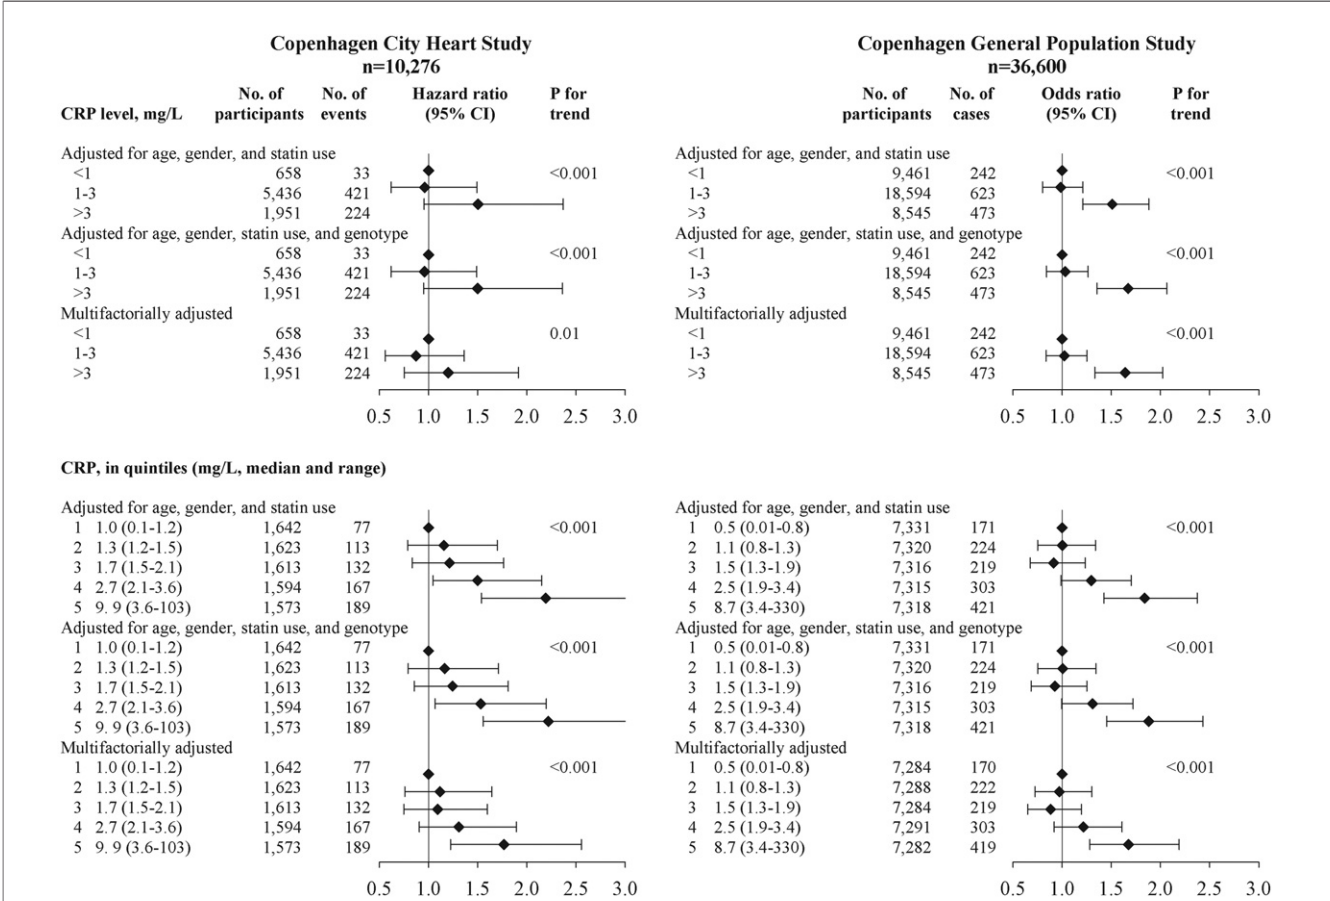 Copenhagen City Heart Study Copenhagen General Population Study
n=10,276 n=36,600
No. of No. of Hazard ratio P for No. of No. of Odds ratio P for
CRP level, mg/L participants events (95% CI) trend participants cases (95% CI) trend
Adjusted for age, gender, and statin use Adjusted for age, gender, and statin use
<1 658 33 <0.001 <1 9,461 242 <0.001
1-3 5,436 421 1-3 18,594 623
>3 1,951 224 >3 8,545 473
Adjusted for age, gender, statin use, and genotype Adjusted for age, gender, statin use, and genotype
<1 658 33 <0.001 <1 9,461 242 <0.001
1-3 5,436 421 1-3 18,594 623
>3 1,951 224 >3 8,545 473
Multifactorially adjusted Multifactorially adjusted
<1 658 33 0.01 <1 9,461 242 <0.001
1-3 5,436 421 1-3 18,594 623
>3 1,951 224 >3 8,545 473
0.5 1.0 1.5 2.0 2.5 3.0 0.5 1.0 1.5 2.0 2.5 3.0
CRP, in quintiles (mg/L, median and range)
Adjusted for age, gender, and statin use Adjusted for age, gender, and statin use
1 1.0 (0.1-1.2) 1,642 77 <0.001 1 0.5 (0.01-0.8) 7,331 171 <0.001
2 1.3 (1.2-1.5) 1,623 113 2 1.1 (0.8-1.3) 7,320 224
3 1.7 (1.5-2.1) 1,613 132 3 1.5 (1.3-1.9) 7,316 219
4 2.7 (2.1-3.6) 1,594 167 4 2.5 (1.9-3.4) 7,315 303
5 9. 9 (3.6-103) 1,573 189 5 8.7 (3.4-330) 7,318 421
Adjusted for age, gender, statin use, and genotype Adjusted for age, gender, statin use, and genotype
1 1.0 (0.1-1.2) 1,642 77 <0.001 1 0.5 (0.01-0.8) 7,331 171 <0.001
2 1.3 (1.2-1.5) 1,623 113 2 1.1 (0.8-1.3) 7,320 224
3 1.7 (1.5-2.1) 1,613 132 3 1.5 (1.3-1.9) 7,316 219
4 2.7 (2.1-3.6) 1,594 167 4 2.5 (1.9-3.4) 7,315 303
5 9. 9 (3.6-103) 1,573 189 5 8.7 (3.4-330) 7,318 421
Multifactorially adjusted Multifactorially adjusted
1 1.0 (0.1-1.2) 1,642 77 <0.001 1 0.5 (0.01-0.8) 7,284 170 <0.001
2 1.3 (1.2-1.5) 1,623 113 2 1.1 (0.8-1.3) 7,288 222
3 1.7 (1.5-2.1) 1,613 132 3 1.5 (1.3-1.9) 7,284 219
4 2.7 (2.1-3.6) 1,594 167 4 2.5 (1.9-3.4) 7,291 303
5 9. 9 (3.6-103) 1,573 189 5 8.7 (3.4-330) 7,282 419
0.5 1.0 1.5 2.0 2.5 3.0 0.5 1.0 1.5 2.0 2.5 3.0